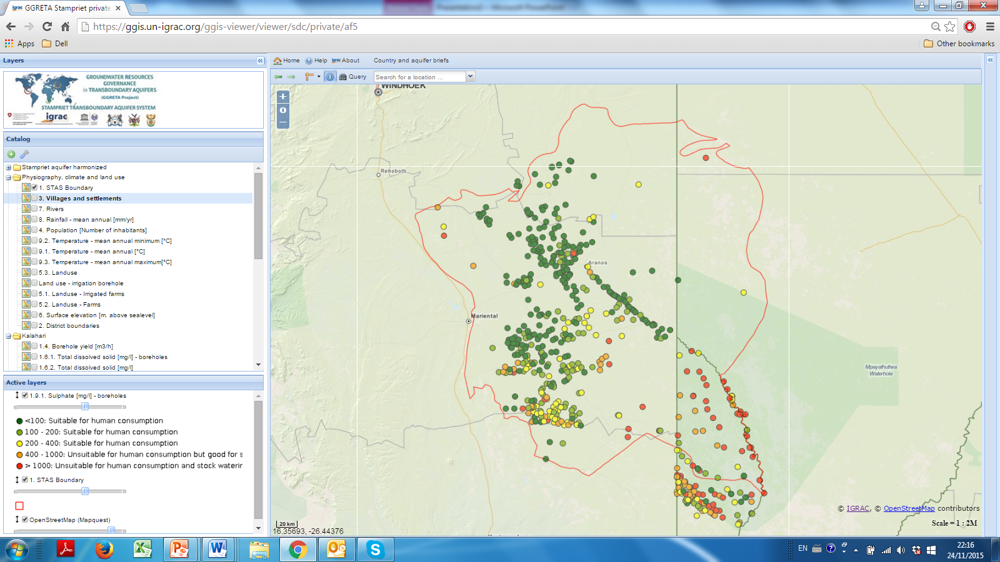 GGRETA Stampriet private
https://ggis.un-igrac.org/ggis-viewer/viewer/sdc/private/af5
Apps
Dell
Other bookmarks
Layers
Home
Help
igrac
About
Country and aquifer briefs
Query
Search for a location ...
GROUNDWATER RESOURCES
GOVERNANCE
in TRANSBOUNDARY AQUIFERS
(GGRETA Project)
STAMPRIET TRANSBOUNDARY AQUIFER SYSTEM
igrac
Catalog
Stampriet aquifer harmonized
Physiography, climate and land use
1. STAS Boundary
3. Villages and settlements
7. Rivers
8. Rainfall - mean annual [mm/yr]
4. Population [Number of inhabitants]
9.2. Temperature - mean annual minimum [°C]
9.1. Temperature - mean annual [°C]
9.3. Temperature - mean annual maximum[°C]
5.3. Landuse
Land use - irrigation borehole
5.1. Landuse - Irrigated farms
5.2. Landuse - Farms
6. Surface elevation [m. above sealevel]
2. District boundaries
Kalahari
1.4. Borehole yield [m3/h]
1.6.1. Total dissolved solid [mg/l] - boreholes
1.6.2. Total dissolved solid [mg/l]
Active layers
1.9.1. Sulphate [mg/l] - boreholes
<100: Suitable for human consumption
100 - 200: Suitable for human consumption
200 - 400: Suitable for human consumption
400 - 1000: Unsuitable for human consumption but good for s
> 1000: Unsuitable for human consumption and stock waterin
1. STAS Boundary
OpenStreetMap (Mapquest)
WINDHOEK
Rehoboth
Aranos
Mariental
Mpayathutlwa
Waterhole
© IGRAC, © OpenStreetMap contributors
Scale = 1 : 2M
20 km
16.35693, -26.44376
EN
22:16
24/11/2015